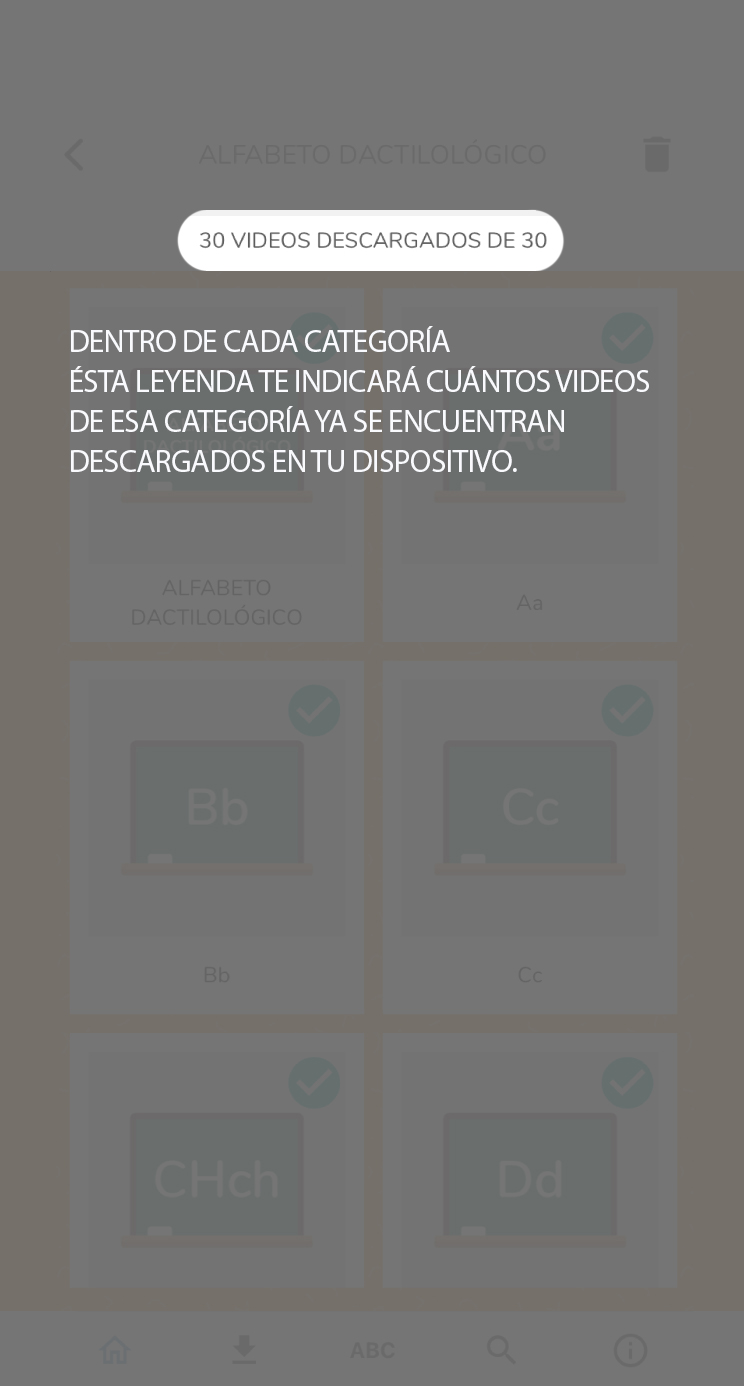 ALFABETO DACTILOLÓGICO
30 VIDEOS DESCARGADOS DE 30
DENTRO DE CADA CATEGORÍA
ÉSTA LEYENDA TE INDICARÁ CUÁNTOS VIDEOS
DE ESA CATEGORÍA YA SE ENCUENTRAN
DESCARGADOS EN TU DISPOSITIVO.
DACTILOLÓGICO
Aa
ALFABETO
DACTILOLÓGICO
Aa
Bb
Cc
Bb
Cc
CHch
Dd
ABC